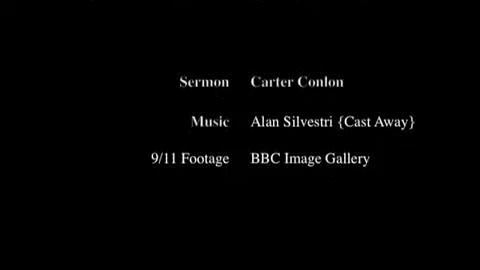 Sermon Carter Conlon
Music Alan Silvestri {Cast Away}
9/11 Footage BBC Image Gallery